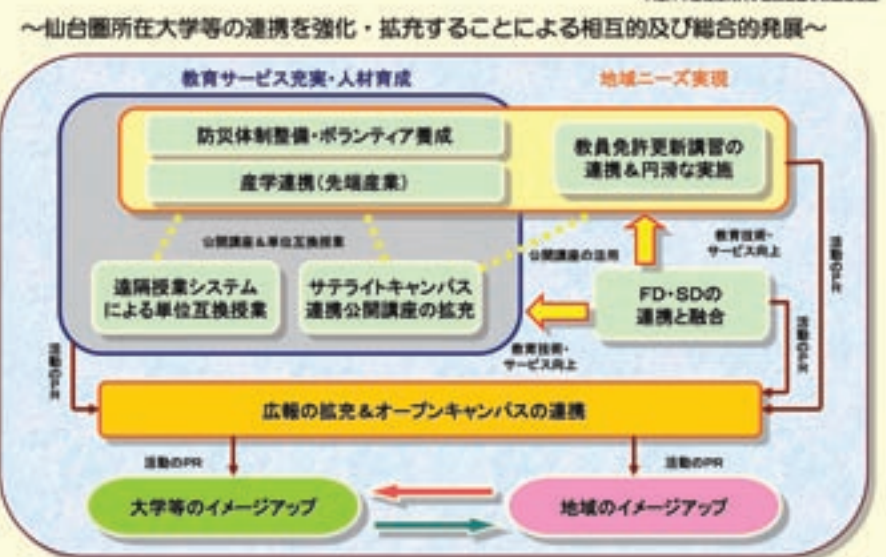 ～仙台圏所在大学等の連携を強化・拡充することによる相互的及び総合的発展～
教育サービス充実・人材育成
地域ニーズ実現
防災体制整備・ボランティア養成
産学連携(先端産業)
教員免許更新講習の
連携＆円滑な実施
公開講座＆単位互換授業
公開講座の活用
教育技術・
サービス向上
活動のPR
遠隔授業システム
による単位互換授業
サテライトキャンパス
連携公開講座の拡充
FD・SDの
連携と融合
教育技術・
サービス向上
活動のPR
活動のPR
広報の拡充＆オープンキャンパスの連携
活動のPR
活動のPR
大学等のイメージアップ
地域のイメージアップ